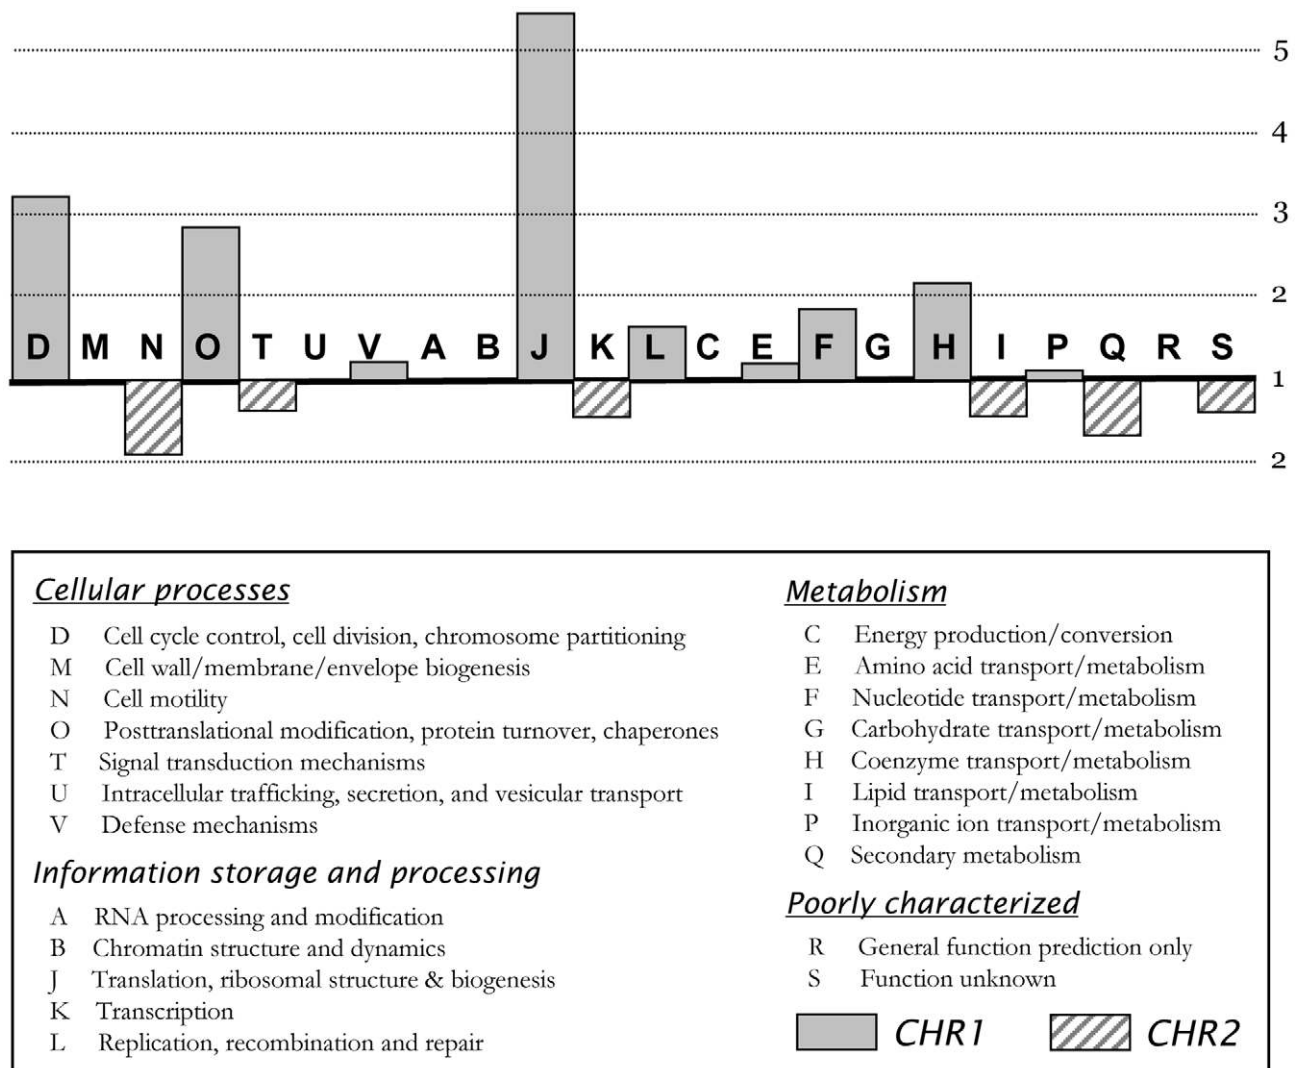 5
4
3
2
D M N O T U V A B J K L C E F G H I P Q R S
1
2
Cellular processes
D Cell cycle control, cell division, chromosome partitioning
M Cell wall/membrane/envelope biogenesis
N Cell motility
O Posttranslational modification, protein turnover, chaperones
T Signal transduction mechanisms
U Intracellular trafficking, secretion, and vesicular transport
V Defense mechanisms
Information storage and processing
A RNA processing and modification
B Chromatin structure and dynamics
J Translation, ribosomal structure & biogenesis
K Transcription
L Replication, recombination and repair
Metabolism
C Energy production/conversion
E Amino acid transport/metabolism
F Nucleotide transport/metabolism
G Carbohydrate transport/metabolism
H Coenzyme transport/metabolism
I Lipid transport/metabolism
P Inorganic ion transport/metabolism
Q Secondary metabolism
Poorly characterized
R General function prediction only
S Function unknown
CHR1 CHR2